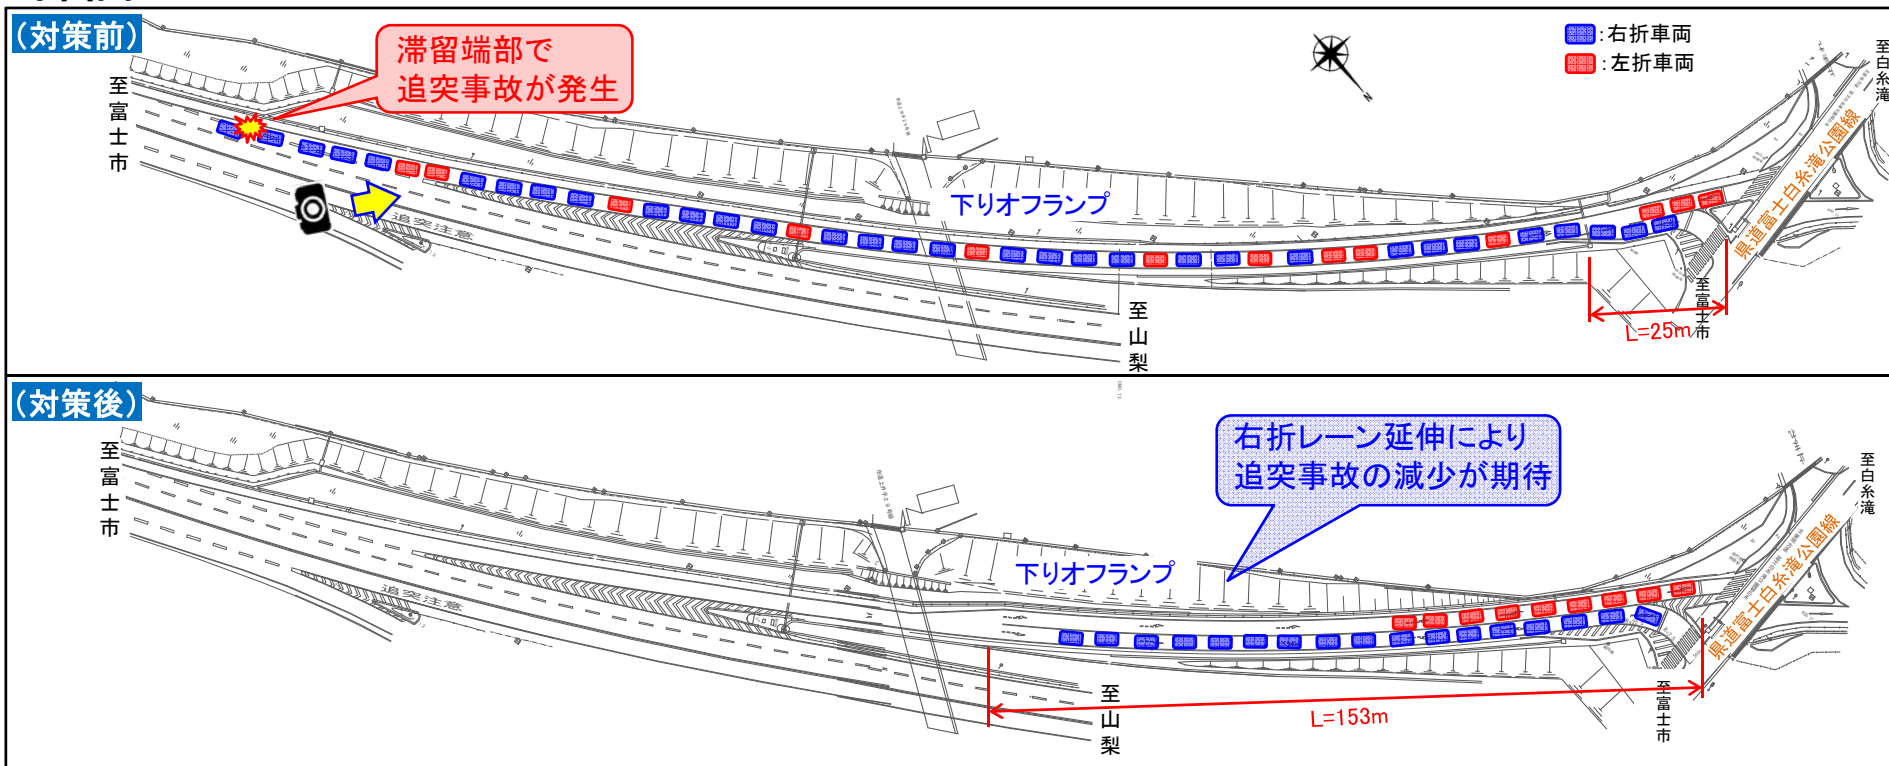 (対策前)
滞留端部で
追突事故が発生
:右折車両
:左折車両
至富士市
至白糸滝
県道富士白糸滝公園線
下りオフランプ
追突注意
至富士市
L=25m
至山梨
(対策後)
右折レーン延伸により
追突事故の減少が期待
至富士市
至白糸滝
県道富士白糸滝公園線
下りオフランプ
追突注意
至富士市
L=153m
至山梨